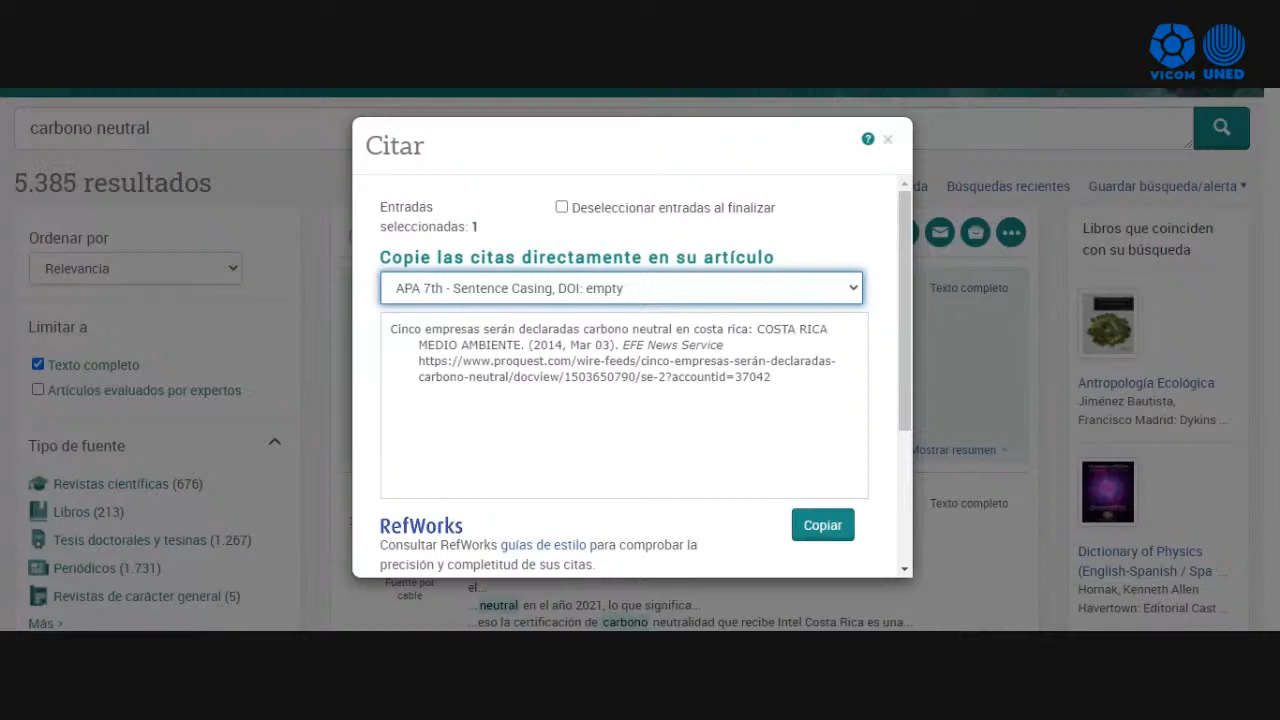 VICOM UNED
carbono neutral
5.385 resultados
Búsquedas recientes
Guardar búsqueda/alerta
Ordenar por
Relevancia
Limitar a
Texto completo
Artículos evaluados por expertos
Tipo de fuente
Revistas científicas (676)
Libros (213)
Tesis doctorales y tesinas (1.267)
Periódicos (1.731)
Revistas de carácter general (5)
Más >
Citar
Entradas
seleccionadas: 1
Deseleccionar entradas al finalizar
Copie las citas directamente en su artículo
APA 7th - Sentence Casing, DOI: empty
Cinco empresas serán declaradas carbono neutral en costa rica: COSTA RICA
MEDIO AMBIENTE. (2014, Mar 03). EFE News Service
https://www.proquest.com/wire-feeds/cinco-empresas-serán-declaradas-
carbono-neutral/docview/1503650790/se-2?accountid=37042
RefWorks
Copiar
Consultar RefWorks guías de estilo para comprobar la
precisión y completitud de sus citas.
Fuente por
cable
el...
...neutral en el año 2021, lo que significa...
...eso la certificación de carbono neutralidad que recibe Intel Costa Rica es una...
Texto completo
Mostrar resumen
Texto completo
Libros que coinciden
con su búsqueda
Antropología Ecológica
Jiménez Bautista,
Francisco Madrid: Dykins ...
Dictionary of Physics
(English-Spanish / Spa ...
Hornak, Kenneth Allen
Havertown: Editorial Cast ...